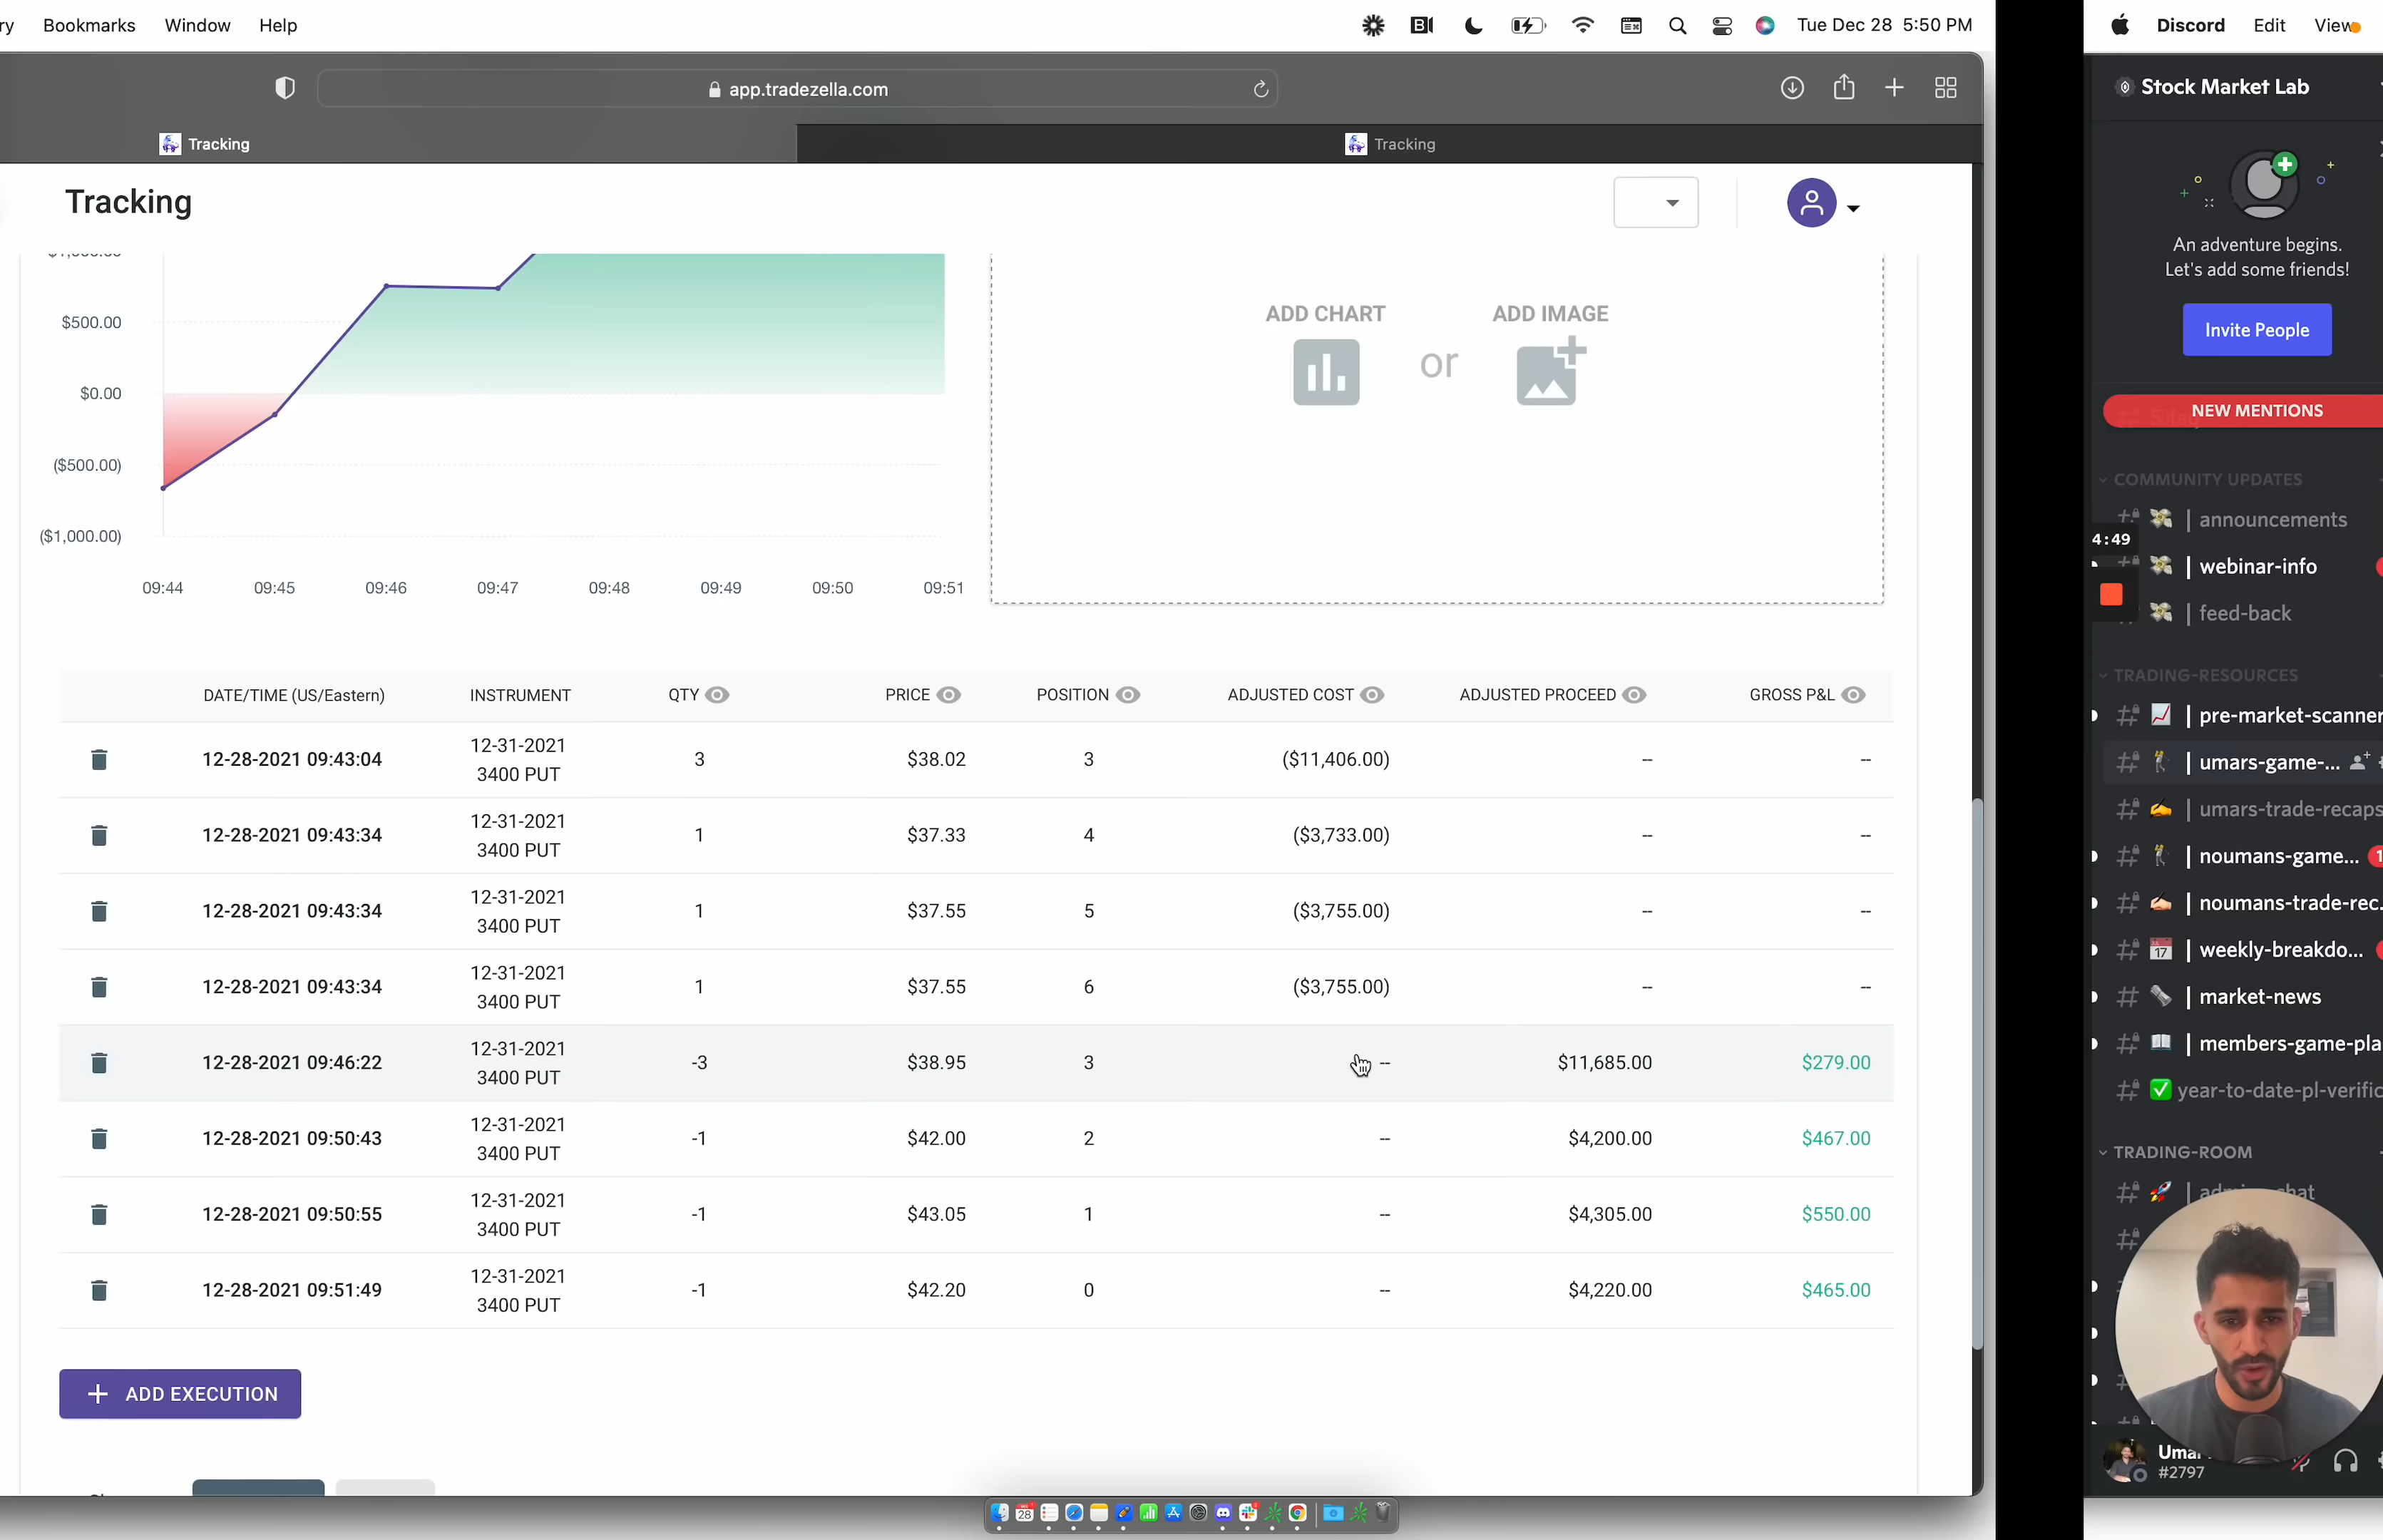 ry Bookmarks Window Help
Tue Dec 28 5:50 PM
Discord Edit View
app.tradezella.com
Tracking
Tracking
Tracking
$500.00
$0.00
($500.00)
($1,000.00)
09:44 09:45 09:46 09:47 09:48 09:49 09:50 09:51
ADD CHART
or
ADD IMAGE
DATE/TIME (US/Eastern) INSTRUMENT QTY PRICE POSITION ADJUSTED COST ADJUSTED PROCEED GROSS P&L
12-28-2021 09:43:04 12-31-2021 3400 PUT 3 $38.02 3 ($11,406.00) -- --
12-28-2021 09:43:34 12-31-2021 3400 PUT 1 $37.33 4 ($3,733.00) -- --
12-28-2021 09:43:34 12-31-2021 3400 PUT 1 $37.55 5 ($3,755.00) -- --
12-28-2021 09:43:34 12-31-2021 3400 PUT 1 $37.55 6 ($3,755.00) -- --
12-28-2021 09:46:22 12-31-2021 3400 PUT -3 $38.95 3 -- $11,685.00 $279.00
12-28-2021 09:50:43 12-31-2021 3400 PUT -1 $42.00 2 -- $4,200.00 $467.00
12-28-2021 09:50:55 12-31-2021 3400 PUT -1 $43.05 1 -- $4,305.00 $550.00
12-28-2021 09:51:49 12-31-2021 3400 PUT -1 $42.20 0 -- $4,220.00 $465.00
+ ADD EXECUTION
Stock Market Lab
An adventure begins.
Let's add some friends!
Invite People
NEW MENTIONS
COMMUNITY UPDATES
# | announcements
4:49
# | webinar-info
# | feed-back
TRADING-RESOURCES
# | pre-market-scanner
# | umars-game-...
# | umars-trade-recaps
# | noumans-game... 1
# | noumans-trade-rec.
# | weekly-breakdo...
# | market-news
# | members-game-pla
# year-to-date-pl-verific
TRADING-ROOM
Umar
#2797